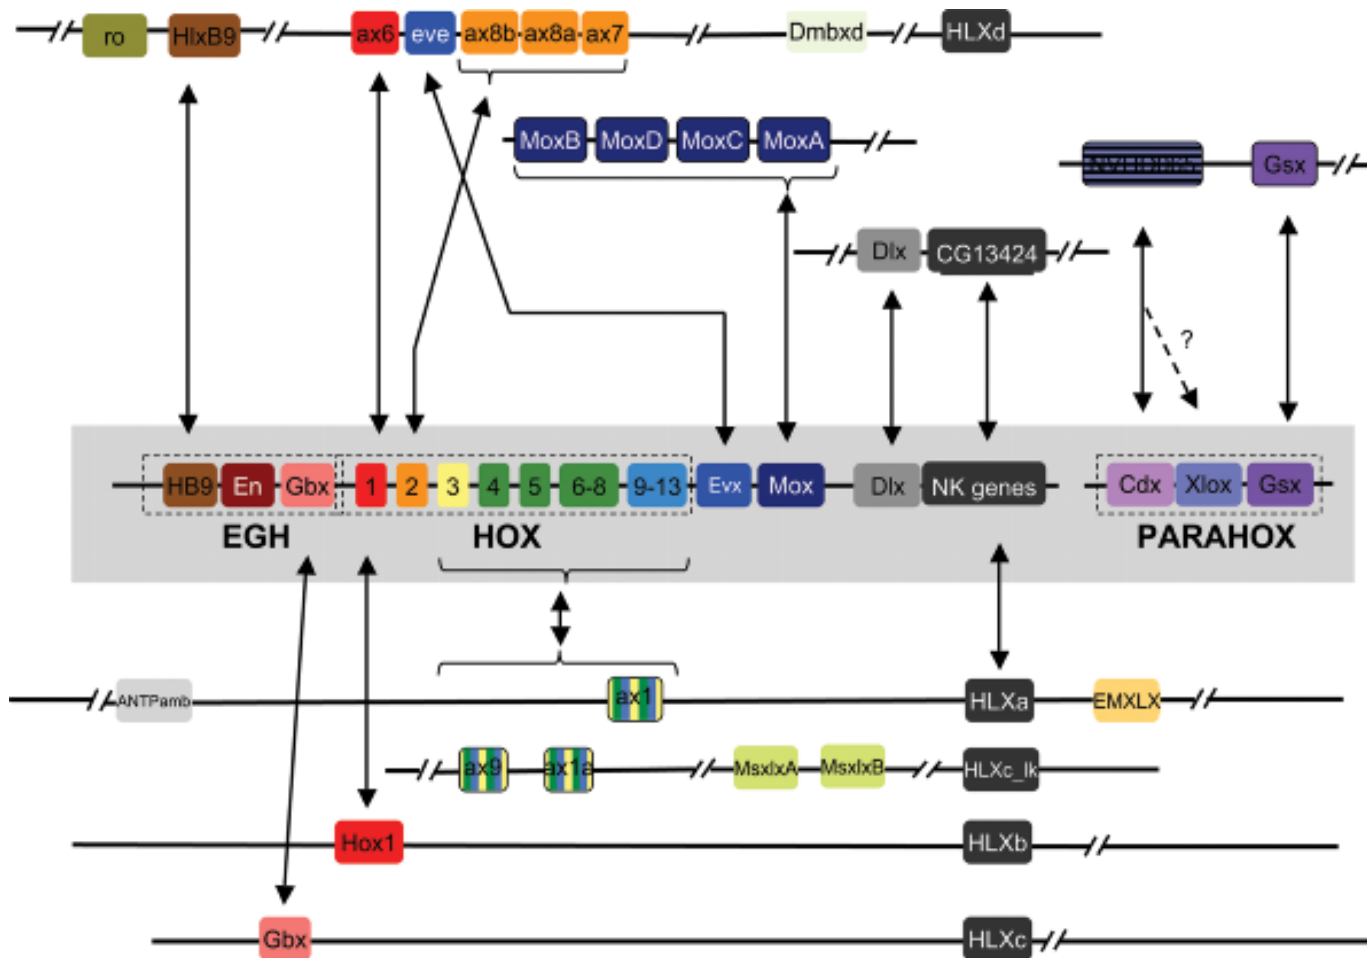 ro HlxB9 ax6 eve ax8b ax8a ax7 Dmbxd HLXd
MoxB MoxD MoxC MoxA
Gsx
Dlx CG13424
?
HB9 En Gbx 1 2 3 4 5 6-8 9-13 Evx Mox Dlx NK genes Cdx Xlox Gsx
EGH HOX PARAHOX
ANTPamb ax1 HLXa EMXLX
ax9 ax1a MsxlxA MsxlxB HLXc_lk
Hox1 HLXb
Gbx HLXc